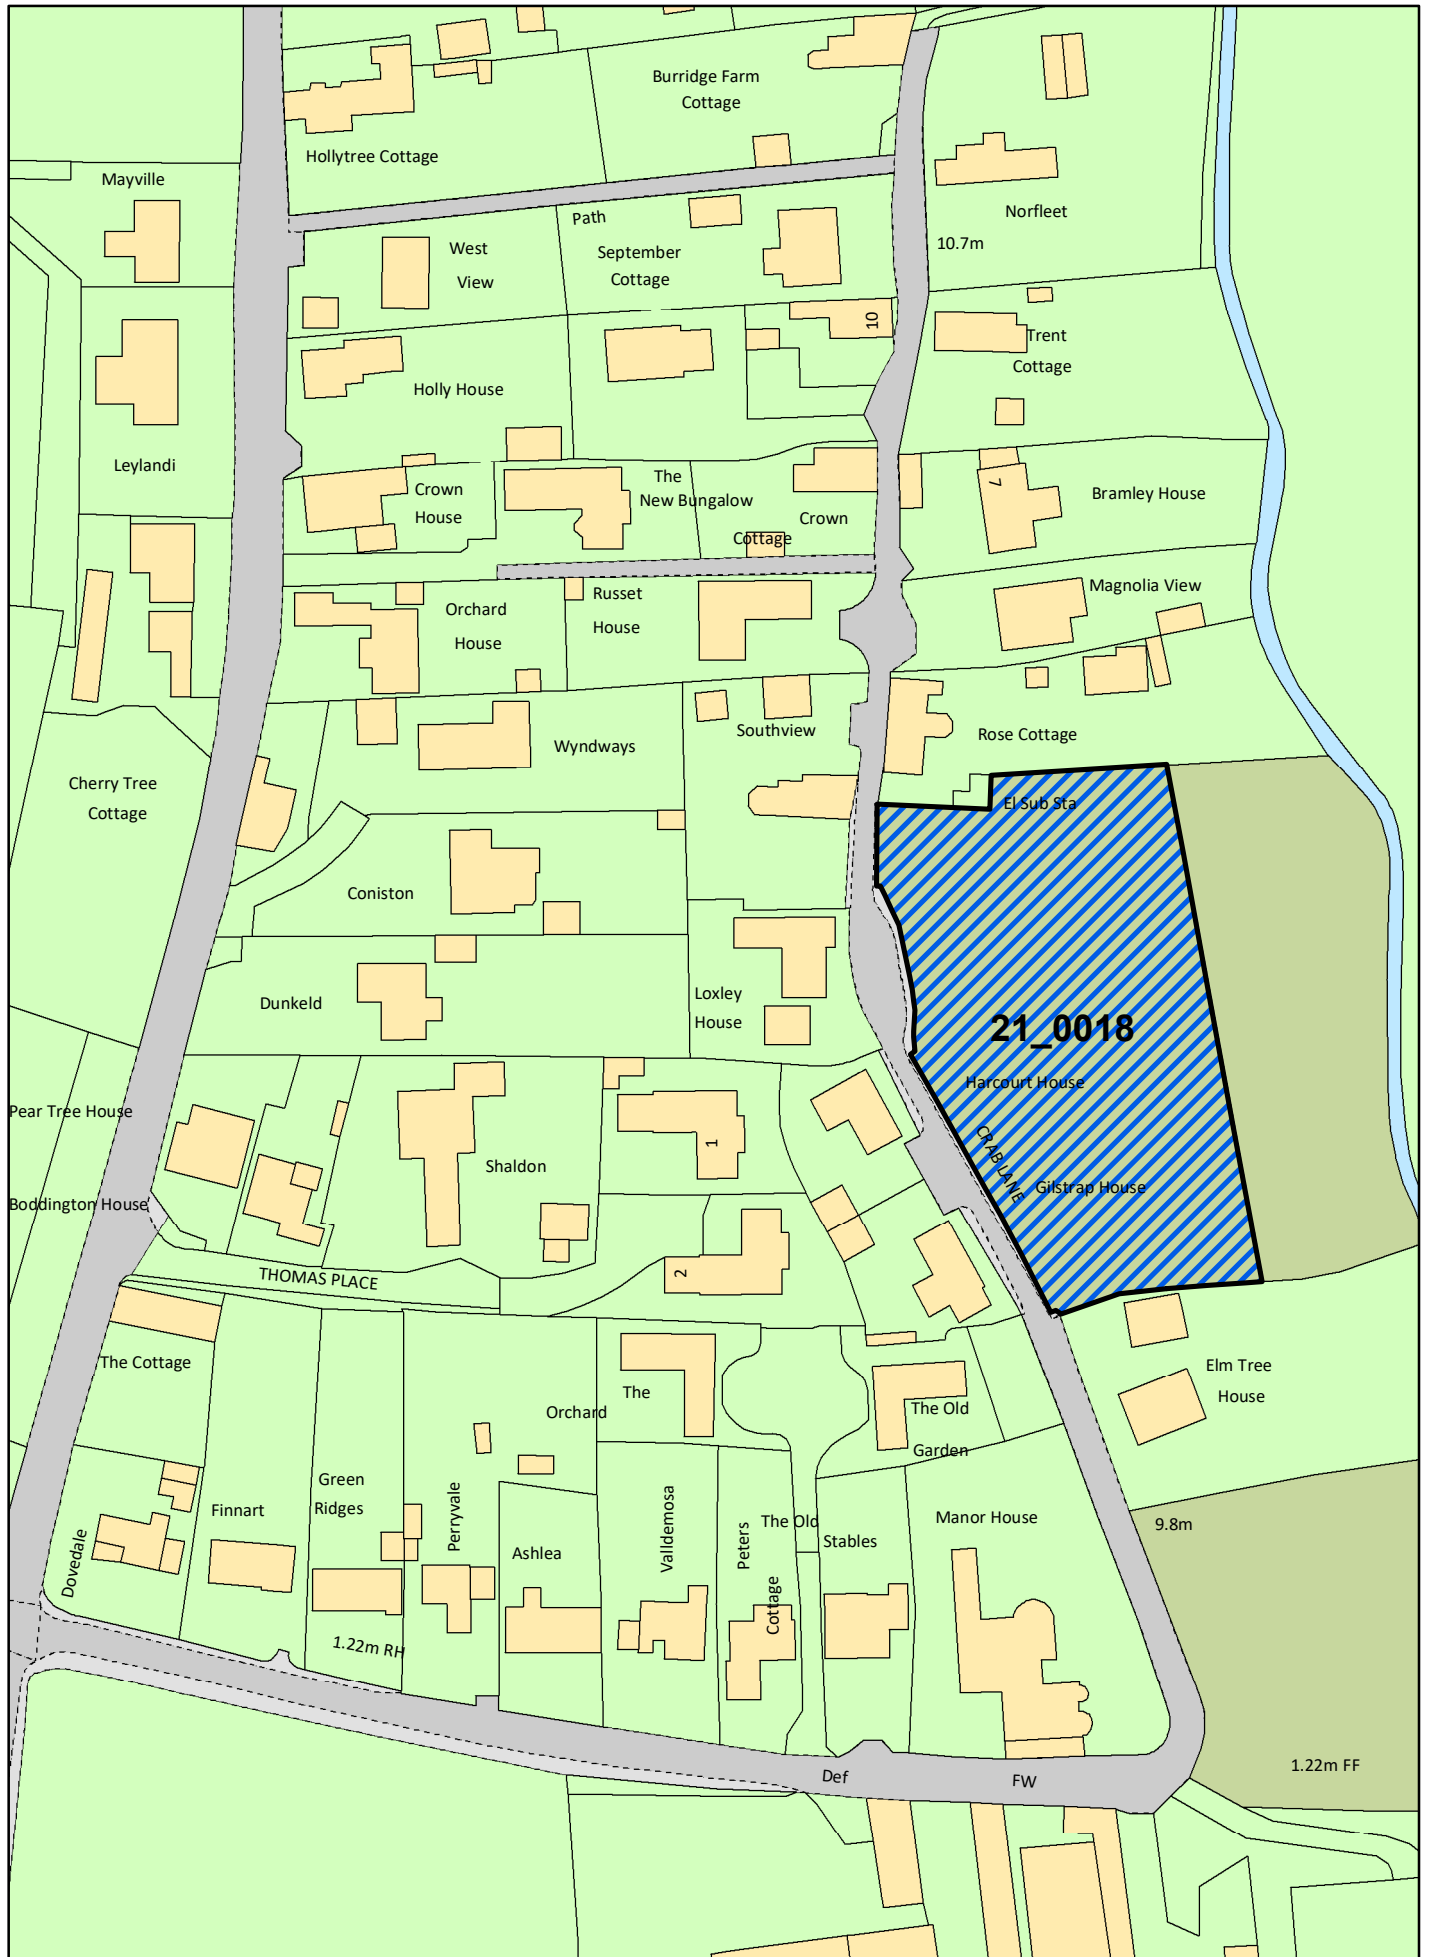 Burridge Farm
Cottage
Hollytree Cottage
Mayville
Norfleet
Path
10.7m
West
View
September
Cottage
10
Trent
Cottage
Holly House
Leylandi
Crown
House
The
New Bungalow
Crown
Cottage
7
Bramley House
Magnolia View
Orchard
House
Russet
House
Southview
Rose Cottage
Wyndways
Cherry Tree
Cottage
El Sub Sta
Coniston
Dunkeld
Loxley
House
21_0018
Harcourt House
Pear Tree House
CRAB LANE
1
Shaldon
Gilstrap House
Boddington House
THOMAS PLACE
2
The Cottage
Elm Tree
House
The
Orchard
The Old
Garden
Green
Ridges
Finnart
Perryvale
Valldemosa
Peters
Cottage
The Old
Stables
Manor House
9.8m
Ashlea
Dovedale
1.22m RH
1.22m FF
Def
FW